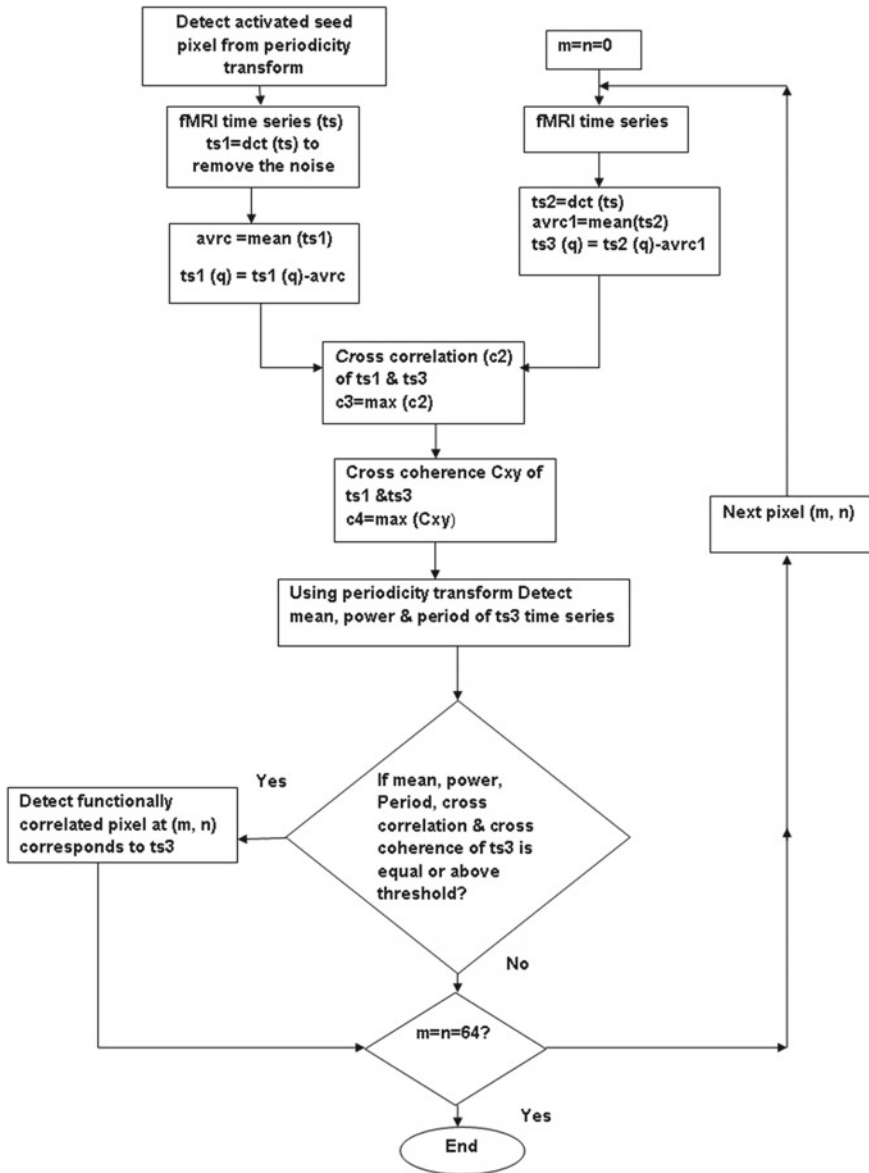 Detect activated seed
pixel from periodicity
transform
m=n=0
fMRI time series (ts)
ts1=dct (ts) to
remove the noise
fMRI time series
avrc =mean (ts1)
ts1 (q) = ts1 (q)-avrc
ts2=dct (ts)
avrc1=mean(ts2)
ts3 (q) = ts2 (q)-avrc1
Cross correlation (c2)
of ts1 & ts3
c3=max (c2)
Cross coherence Cxy of
ts1 &ts3
c4=max (Cxy)
Next pixel (m, n)
Using periodicity transform Detect
mean, power & period of ts3 time series
If mean, power,
Period, cross
correlation & cross
coherence of ts3 is
equal or above
threshold?
Yes
Detect functionally
correlated pixel at (m, n)
corresponds to ts3
No
m=n=64?
Yes
End